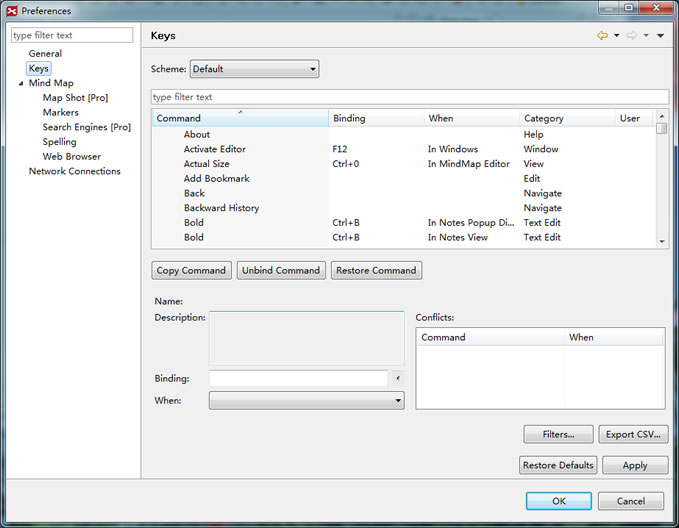 Preferences
type filter text
General
Keys
Mind Map
Map Shot [Pro]
Markers
Search Engines [Pro]
Spelling
Web Browser
Network Connections
Keys
Scheme: Default
type filter text
Command Binding When Category User
About Help
Activate Editor F12 In Windows Window
Actual Size Ctrl+0 In MindMap Editor View
Add Bookmark Edit
Back Navigate
Backward History Navigate
Bold Ctrl+B In Notes Popup Di... Text Edit
Bold Ctrl+B In Notes View Text Edit
Copy Command Unbind Command Restore Command
Name:
Description:
Conflicts:
Command When
Binding:
When:
Filters... Export CSV...
Restore Defaults Apply
OK Cancel